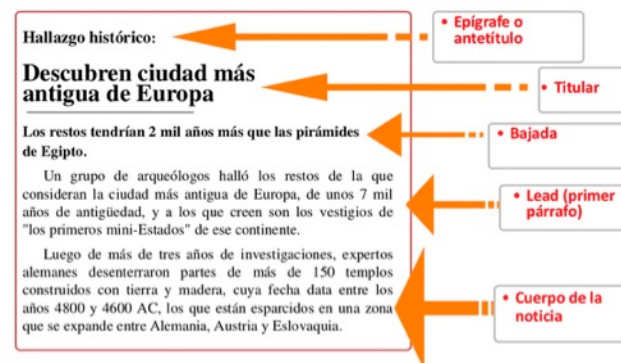 Hallazgo histórico:
Descubren ciudad más
antigua de Europa
Los restos tendrían 2 mil años más que las pirámides
de Egipto.
Un grupo de arqueólogos halló los restos de la que
consideran la ciudad más antigua de Europa, de unos 7 mil
años de antigüedad, y a los que creen son los vestigios de
"los primeros mini-Estados" de ese continente.
Luego de más de tres años de investigaciones, expertos
alemanes desenterraron partes de más de 150 templos
construidos con tierra y madera, cuya fecha data entre los
años 4800 y 4600 AC, los que están esparcidos en una zona
que se expande entre Alemania, Austria y Eslovaquia.
• Epígrafe o
antetítulo
• Titular
• Bajada
• Lead (primer
párrafo)
• Cuerpo de la
noticia